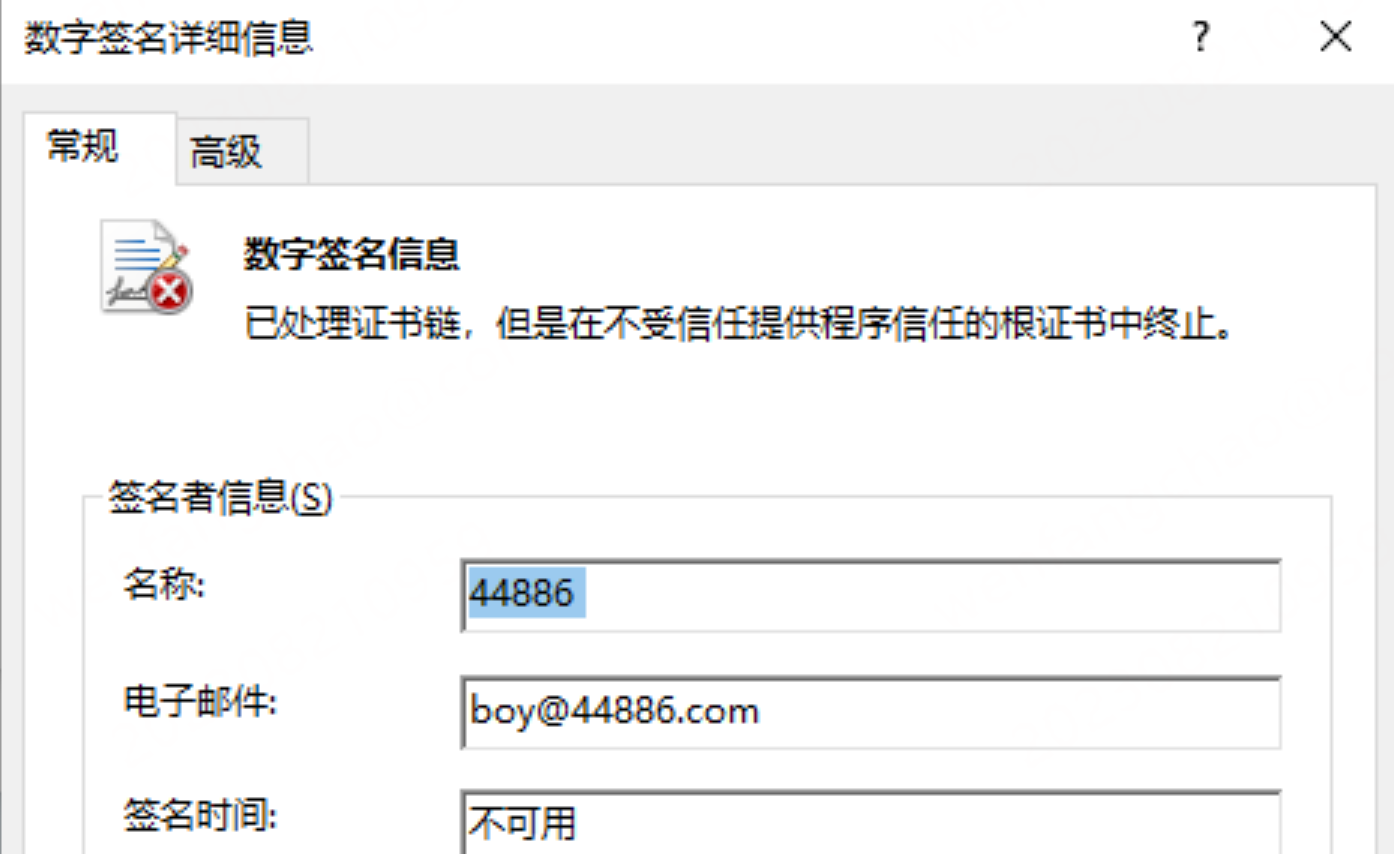 数字签名详细信息
常规
高级
数字签名信息
已处理证书链，但是在不受信任提供程序信任的根证书中终止。
签名者信息(S)
名称:
44886
电子邮件:
boy@44886.com
签名时间:
不可用